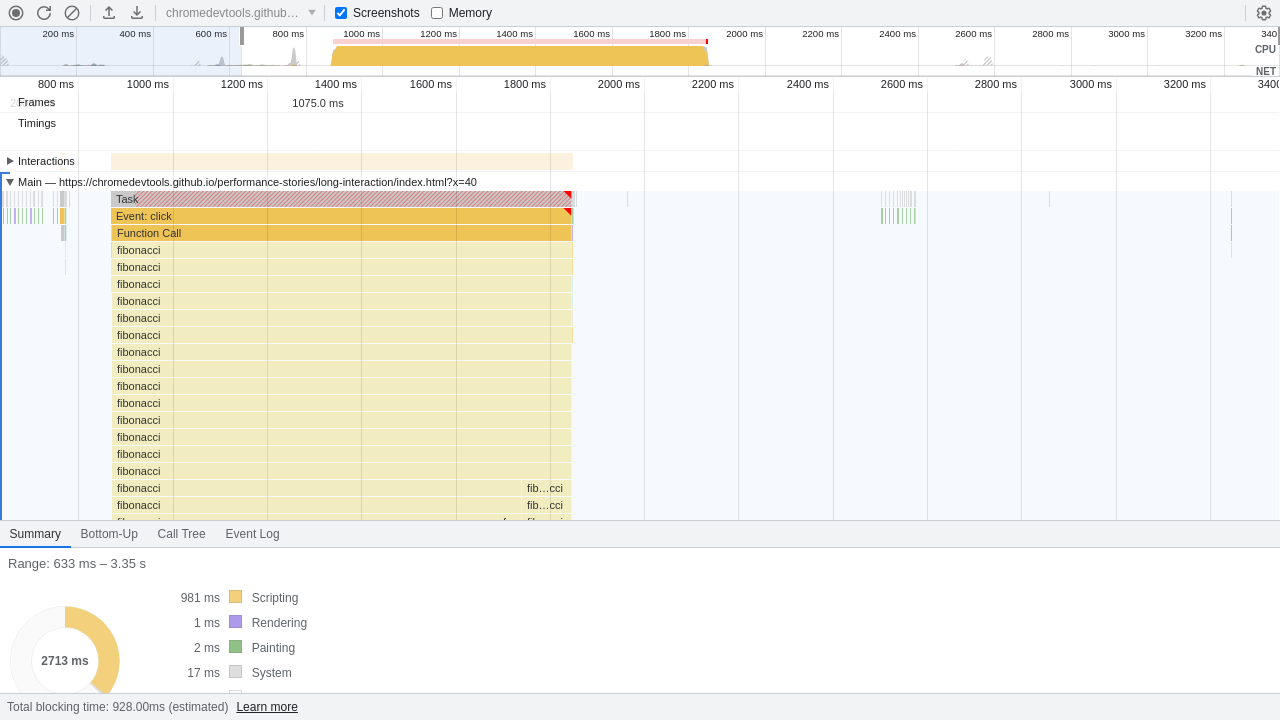 chromedevtools.github… Screenshots Memory
200 ms 400 ms 600 ms 800 ms 1000 ms 1200 ms 1400 ms 1600 ms 1800 ms 2000 ms 2200 ms 2400 ms 2600 ms 2800 ms 3000 ms 3200 ms 340
CPU
NET
800 ms 1000 ms 1200 ms 1400 ms 1600 ms 1800 ms 2000 ms 2200 ms 2400 ms 2600 ms 2800 ms 3000 ms 3200 ms 3400
Frames 1075.0 ms
Timings
Interactions
Main — https://chromedevtools.github.io/performance-stories/long-interaction/index.html?x=40
Task
Event: click
Function Call
fibonacci
fibonacci
fibonacci
fibonacci
fibonacci
fibonacci
fibonacci
fibonacci
fibonacci
fibonacci
fibonacci
fibonacci
fibonacci
fibonacci
fibonacci fib…cci
fibonacci fib…cci
Summary Bottom-Up Call Tree Event Log
Range: 633 ms – 3.35 s
981 ms Scripting
1 ms Rendering
2 ms Painting
17 ms System
2713 ms
Total blocking time: 928.00ms (estimated) Learn more